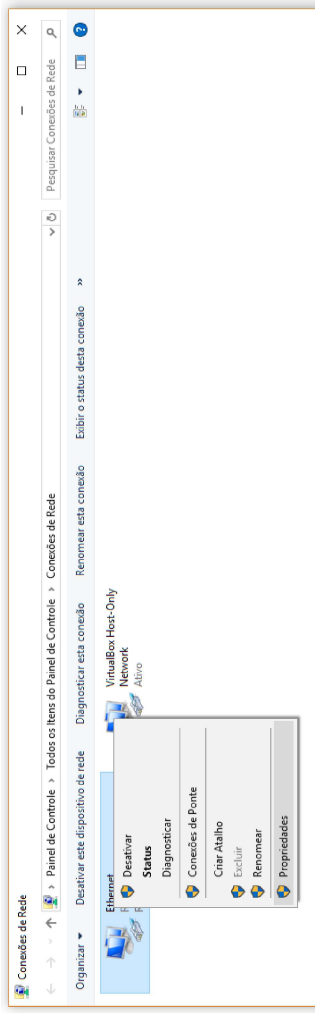 Conexões de Rede
Painel de Controle > Todos os Itens do Painel de Controle > Conexões de Rede
Pesquisar Conexões de Rede
Organizar Desativar este dispositivo de rede Diagnosticar esta conexão Renomear esta conexão Exibir o status desta conexão »
Ethernet
VirtualBox Host-Only
Network
Ativo
Desativar
Status
Diagnosticar
Conexões de Ponte
Criar Atalho
Excluir
Renomear
Propriedades